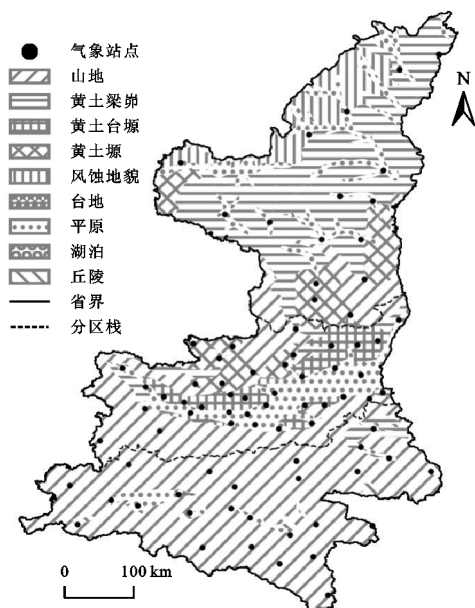 气象站点
山地
黄土梁峁
黄土台塬
黄土塬
风蚀地貌
台地
平原
湖泊
丘陵
省界
分区栈
N
0 100 km